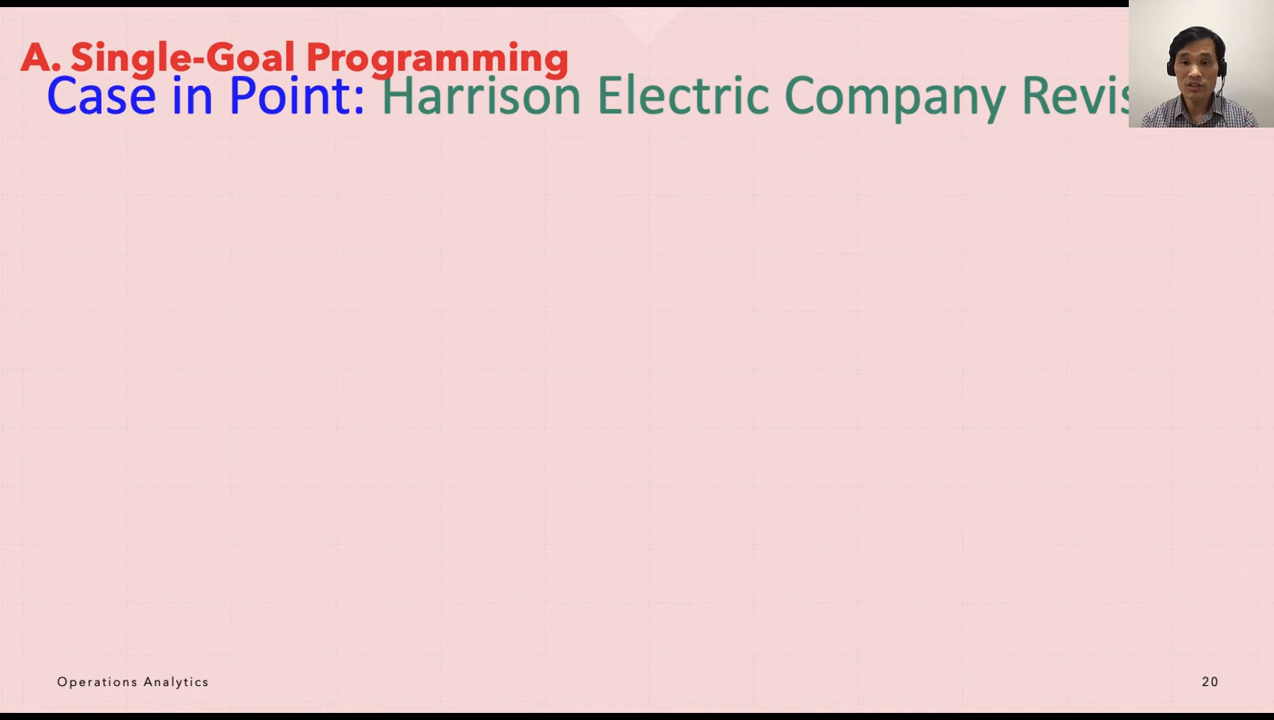 A. Single-Goal Programming
Case in Point: Harrison Electric Company
Operations Analytics
20